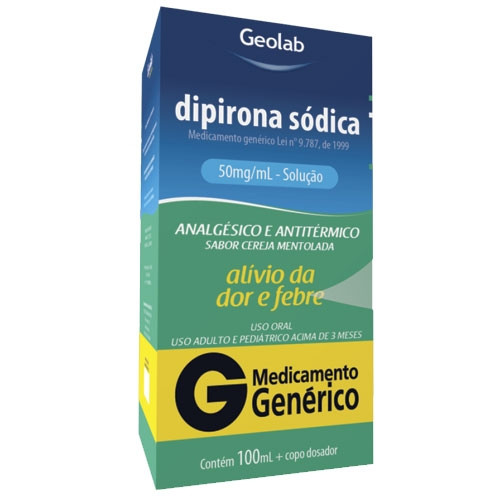 Geolab
dipirona sódica
Medicamento genérico Lei nº 9.787, de 1999
50mg/mL - Solução
ANALGÉSICO E ANTITÉRMICO
SABOR CEREJA MENTOLADA
alívio da
dor e febre
USO ORAL
USO ADULTO E PEDIÁTRICO ACIMA DE 3 MESES
G Medicamento
Genérico
Contém 100mL + copo dosador